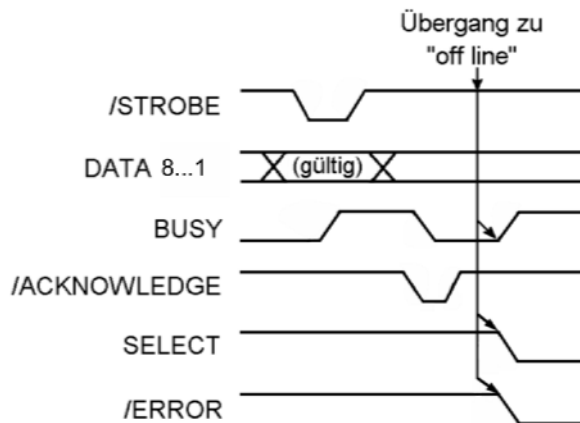 Übergang zu
"off line"
/STROBE
DATA 8...1
(gültig)
BUSY
/ACKNOWLEDGE
SELECT
/ERROR